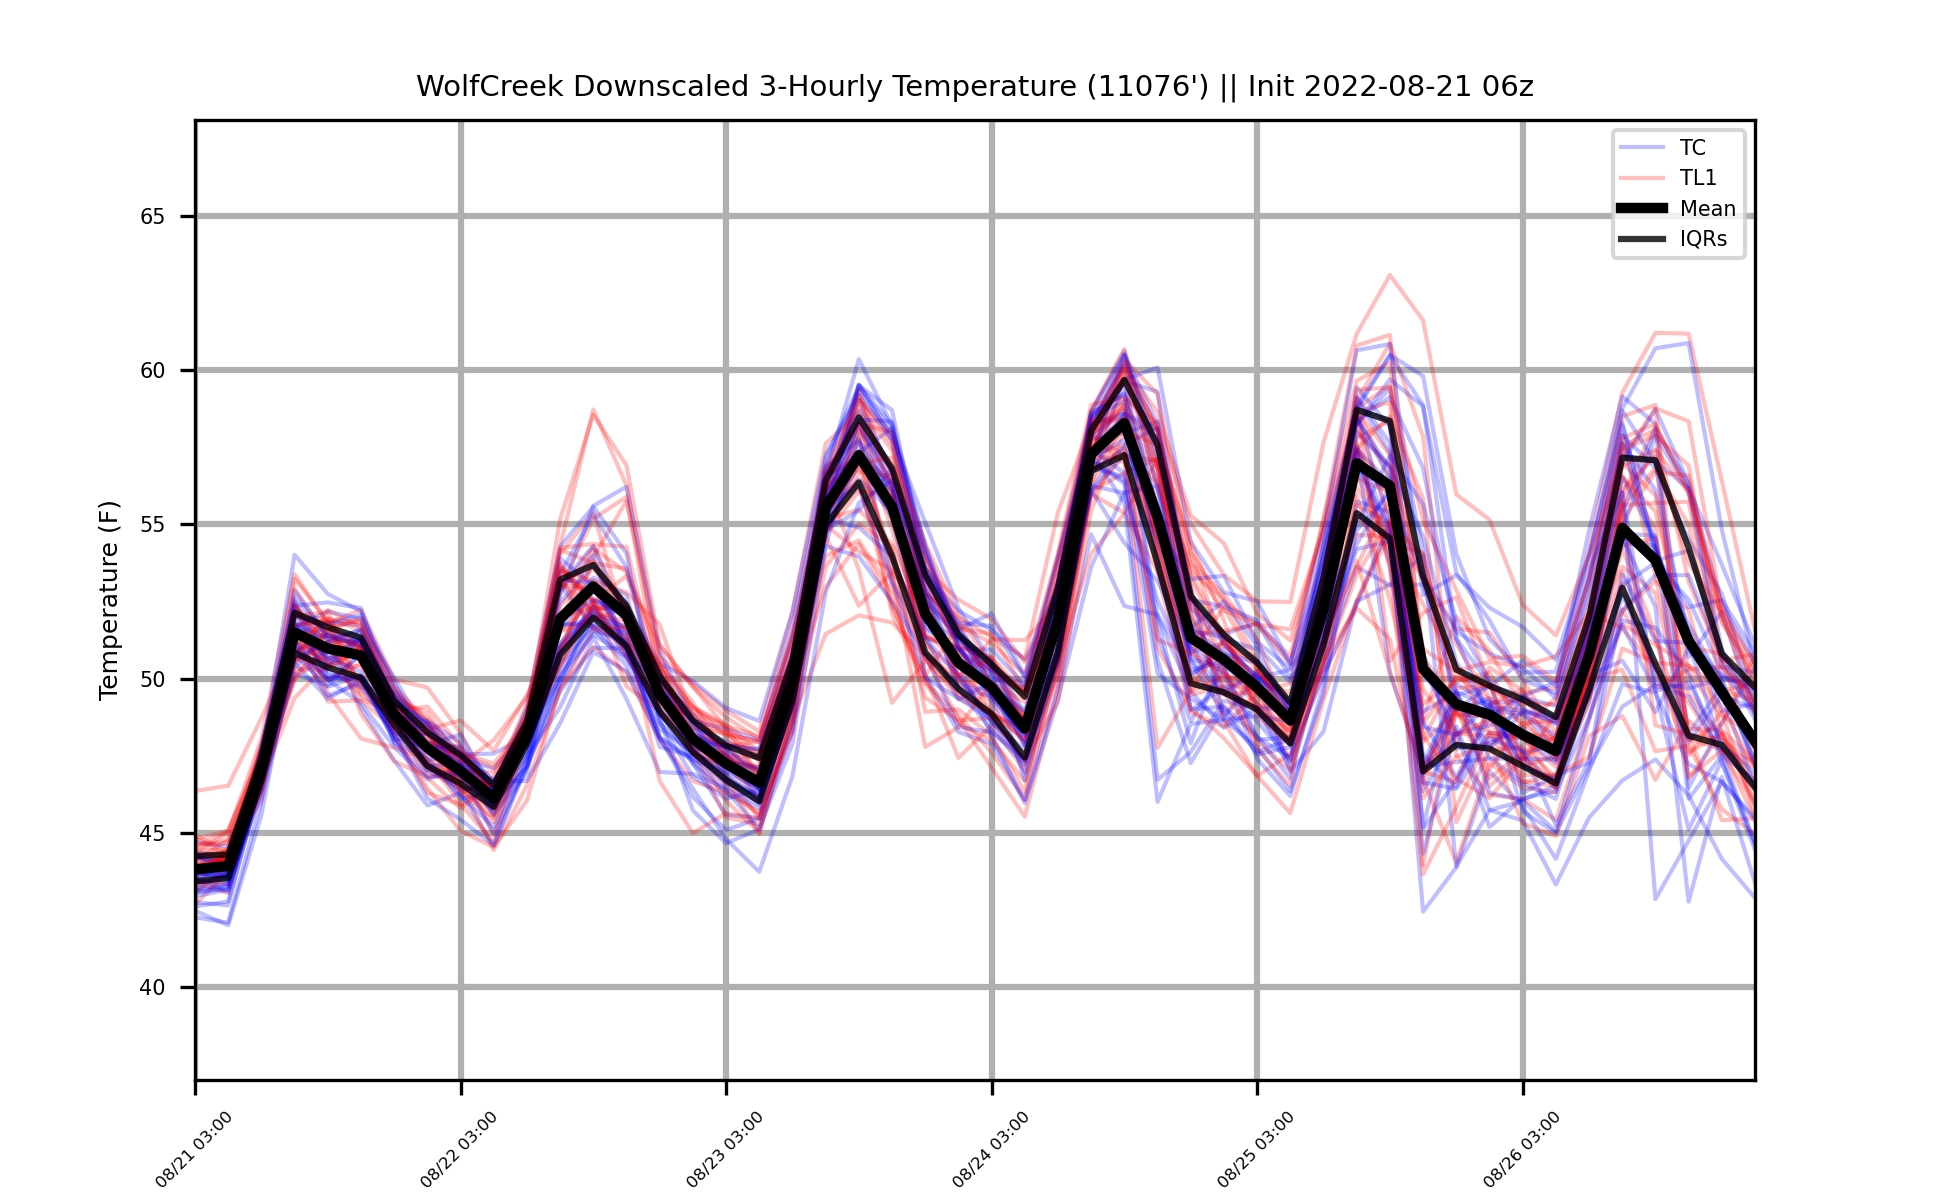 WolfCreek Downscaled 3-Hourly Temperature (11076') || Init 2022-08-21 06z
TC
TL1
Mean
IQRs
Temperature (F)
65
60
55
50
45
40
08/21 03:00
08/22 03:00
08/23 03:00
08/24 03:00
08/25 03:00
08/26 03:00